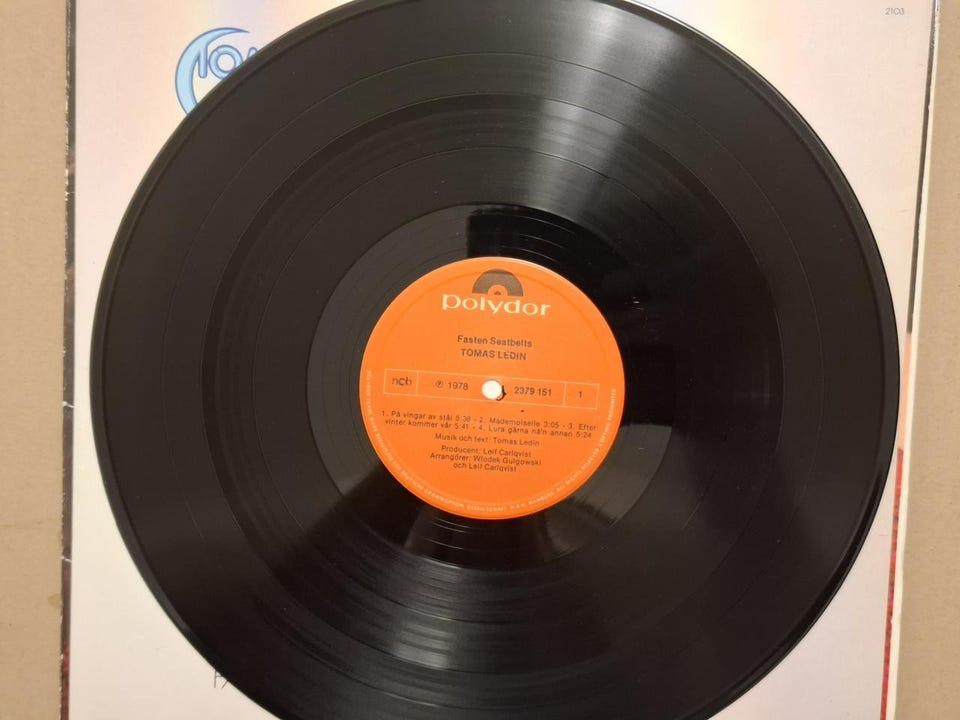 2103
TOM
polydor
Fasten Seatbelts
TOMAS LEDIN
ncb ℗ 1978 2379 151 1
1. På vingar av stål 5:38 - 2. Mademoiselle 3:05 - 3. Efter
vinter kommer vår 5:41 - 4. Lura gärna nå'n annan 5:24
Musik och text: Tomas Ledin
Producent: Leif Carlqvist
Arrangörer: Wlodek Gulgowski
och Leif Carlqvist